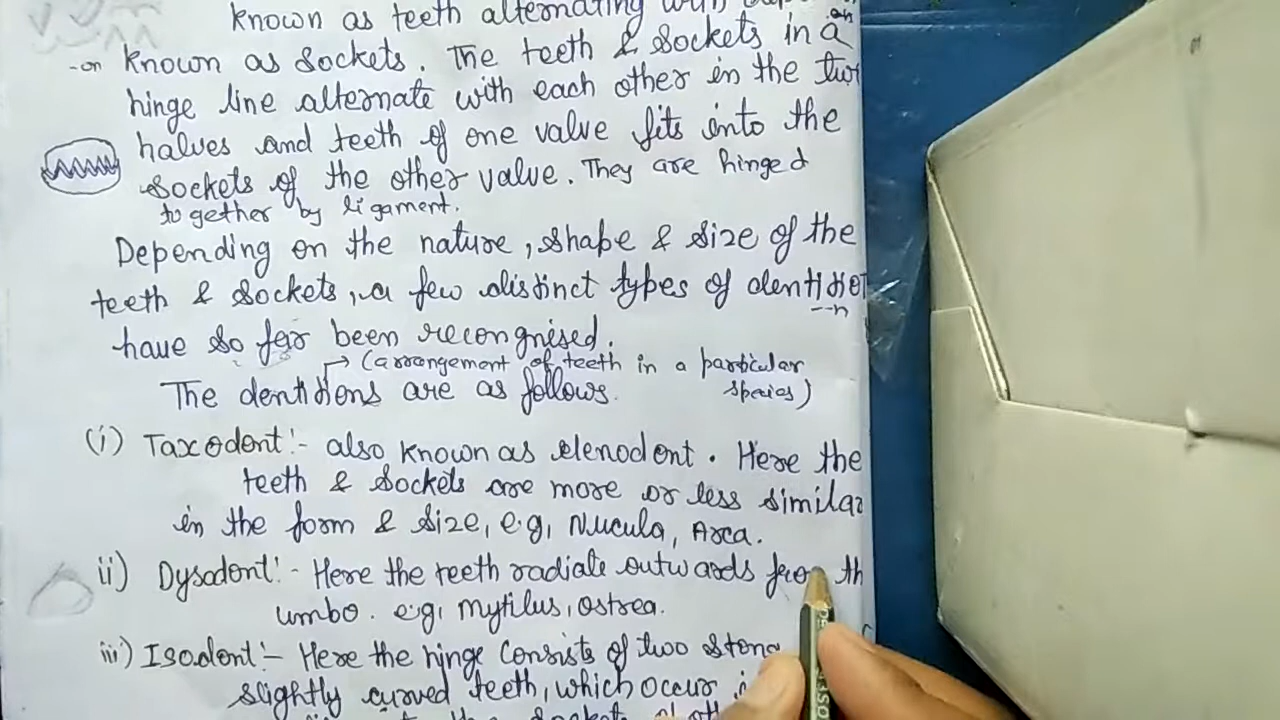 known as teeth alternating with
-on known as sockets. The teeth & sockets in a
hinge line alternate with each other in the two
halves and teeth of one valve fits into the
sockets of the other valve. They are hinged
together by ligament.
Depending on the nature, shape & size of the
teeth & sockets, a few distinct types of dentition
have so far been recongnised.
→ (arrangement of teeth in a particular
species)
The dentitions are as follows.
(i) Taxodont:- also known as elenodont. Here the
teeth & sockets are more or less similar
in the form & size, e.g, Nucula, Arca.
ii) Dysodont:- Here the teeth radiate outwards from th
umbo. e.g, mytilus, ostrea.
iii) Isodont:- Here the hinge consists of two
slightly curved teeth, which occur